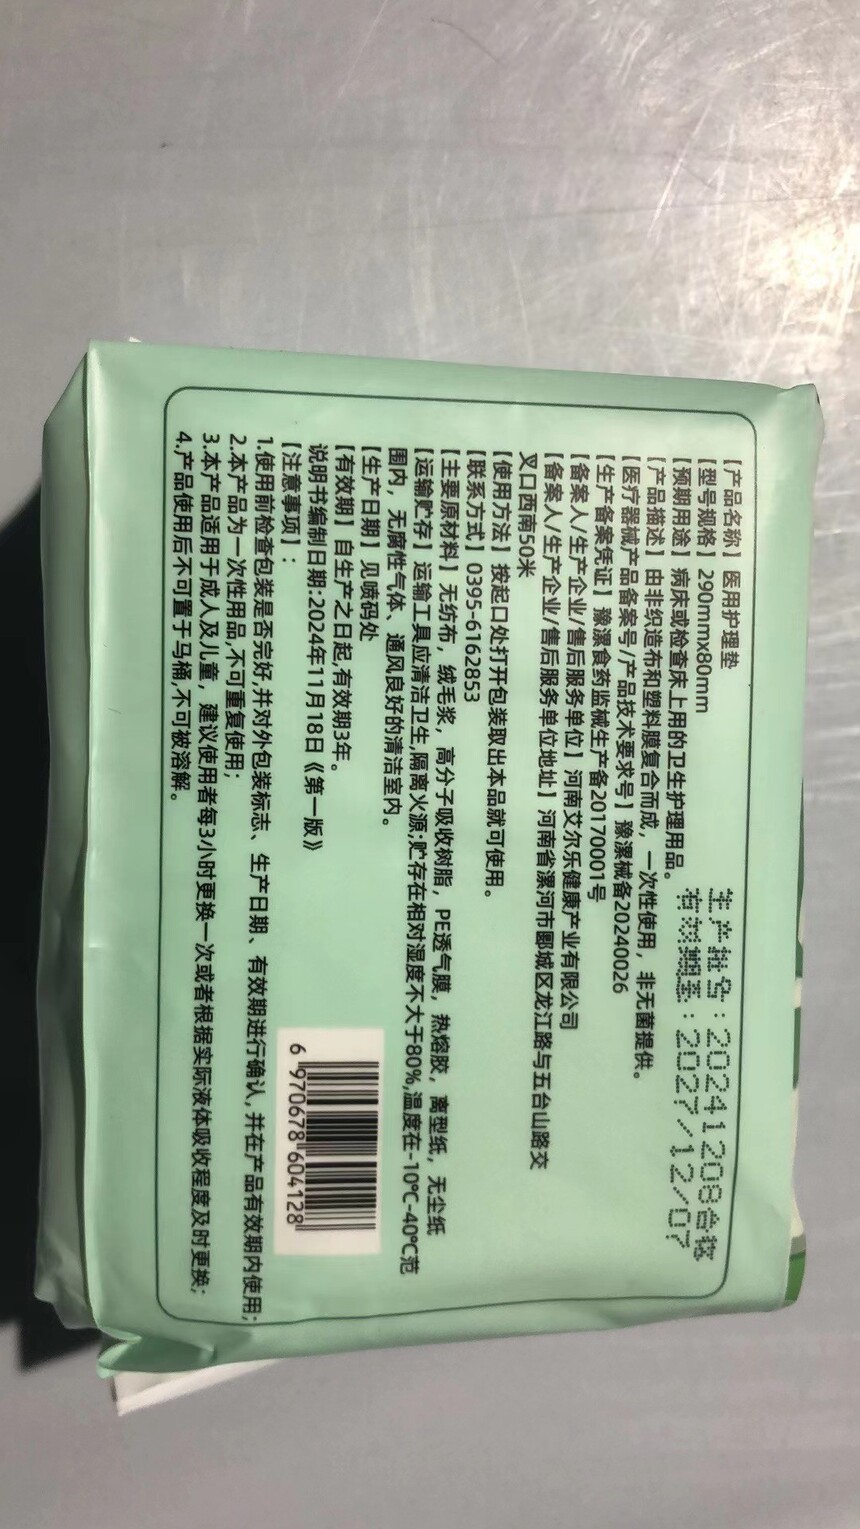 【产品名称】医用护理垫
【型号规格】290mmx80mm
【预期用途】病床或检查床上用的卫生护理用品。
【产品描述】由非织造布和塑料膜复合而成，一次性使用，非无菌提供。
【医疗器械产品备案号/产品技术要求号】豫漯械备20240026
【生产备案凭证】豫漯食药监械生产备20170001号
【备案人/生产企业/售后服务单位】河南艾尔乐健康产业有限公司
【备案人/生产企业/售后服务单位地址】河南省漯河市郾城区龙江路与五台山路交
叉口西南50米
【使用方法】按起口处打开包装取出本品就可使用。
【联系方式】0395-6162853
【主要原材料】无纺布，绒毛浆，高分子吸收树脂，PE透气膜，热熔胶，离型纸，无尘纸
【运输贮存】运输工具应清洁卫生,隔离火源;贮存在相对湿度不大于80%,温度在-10℃-40℃范
围内，无腐性气体、通风良好的清洁室内。
【生产日期】见喷码处
【有效期】自生产之日起,有效期3年。
说明书编制日期:2024年11月18日《第一版》
【注意事项】:
1.使用前检查包装是否完好,并对外包装标志、生产日期、有效期进行确认,并在产品有效期内使用;
2.本产品为一次性用品,不可重复使用;
3.本产品适用于成人及儿童，建议使用者每3小时更换一次或者根据实际液体吸收程度及时更换;
4.产品使用后不可置于马桶,不可被溶解。
生产批号:20241208合格
有效期至:2027/12/07
6 970678 604128